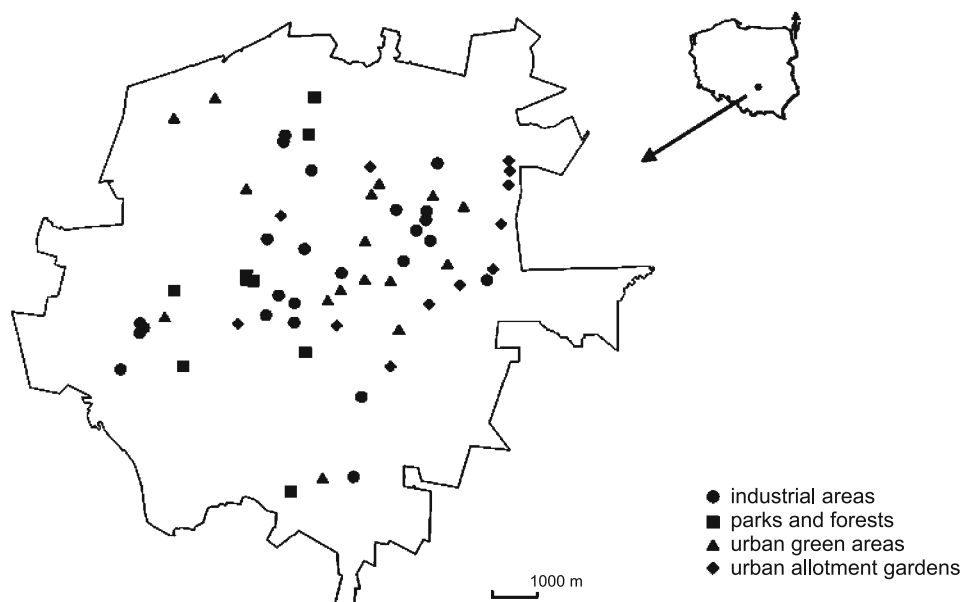 industrial areas
parks and forests
urban green areas
urban allotment gardens
1000 m